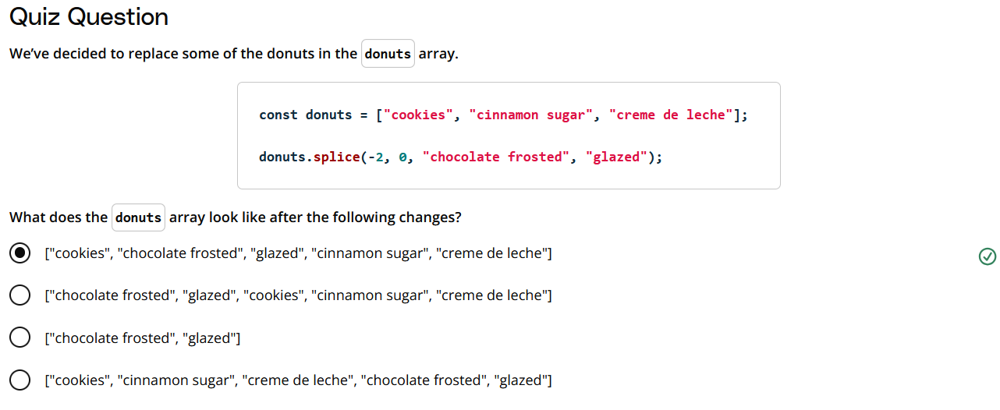 Quiz Question
We’ve decided to replace some of the donuts in the donuts array.
const donuts = ["cookies", "cinnamon sugar", "creme de leche"];
donuts.splice(-2, 0, "chocolate frosted", "glazed");
What does the donuts array look like after the following changes?
["cookies", "chocolate frosted", "glazed", "cinnamon sugar", "creme de leche"]
["chocolate frosted", "glazed", "cookies", "cinnamon sugar", "creme de leche"]
["chocolate frosted", "glazed"]
["cookies", "cinnamon sugar", "creme de leche", "chocolate frosted", "glazed"]